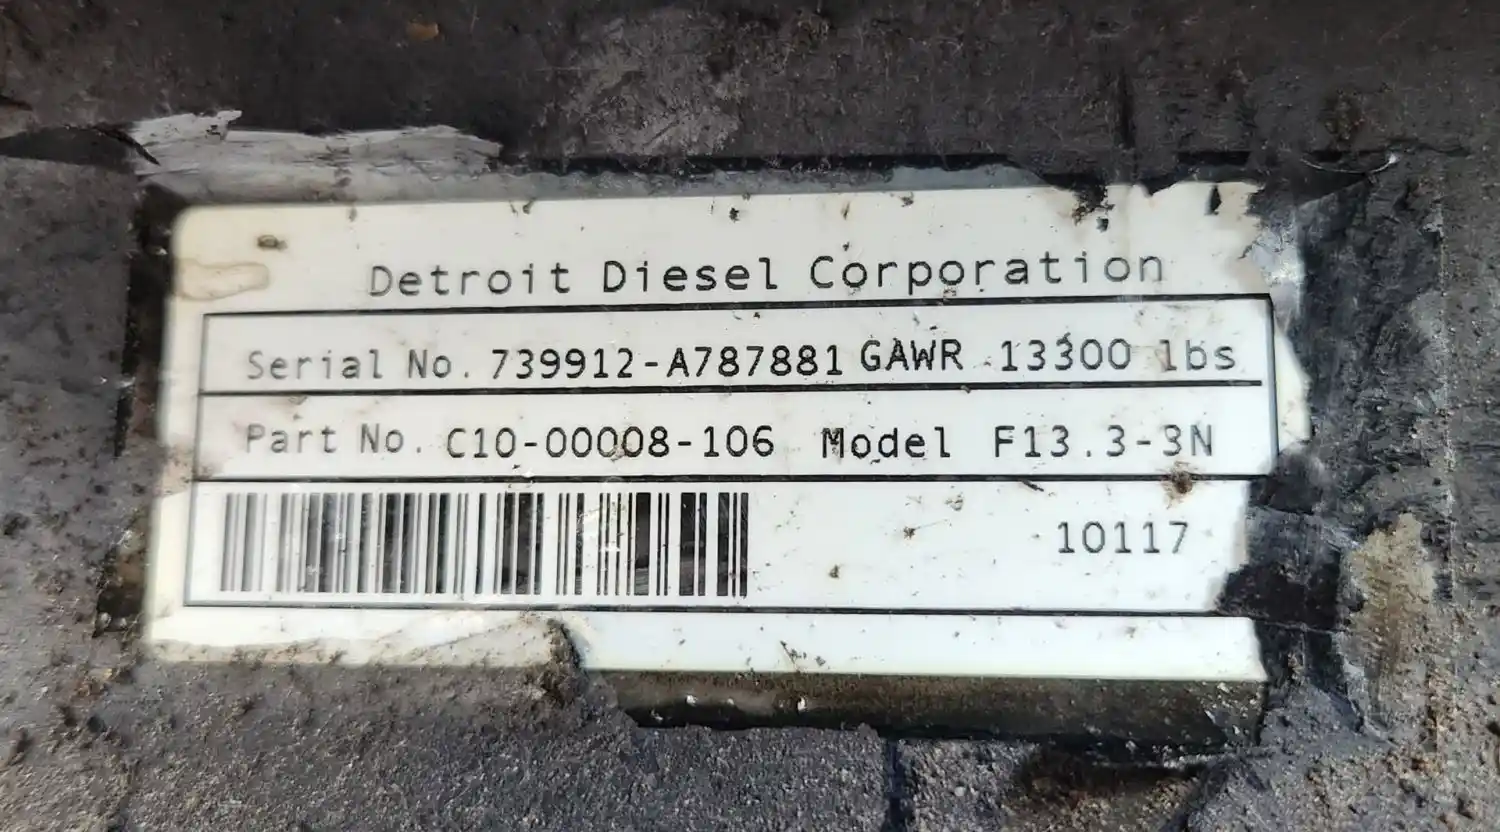 Detroit Diesel Corporation
Serial No. 739912-A787881 GAWR 13300 lbs
Part No. C10-00008-106 Model F13.3-3N
10117